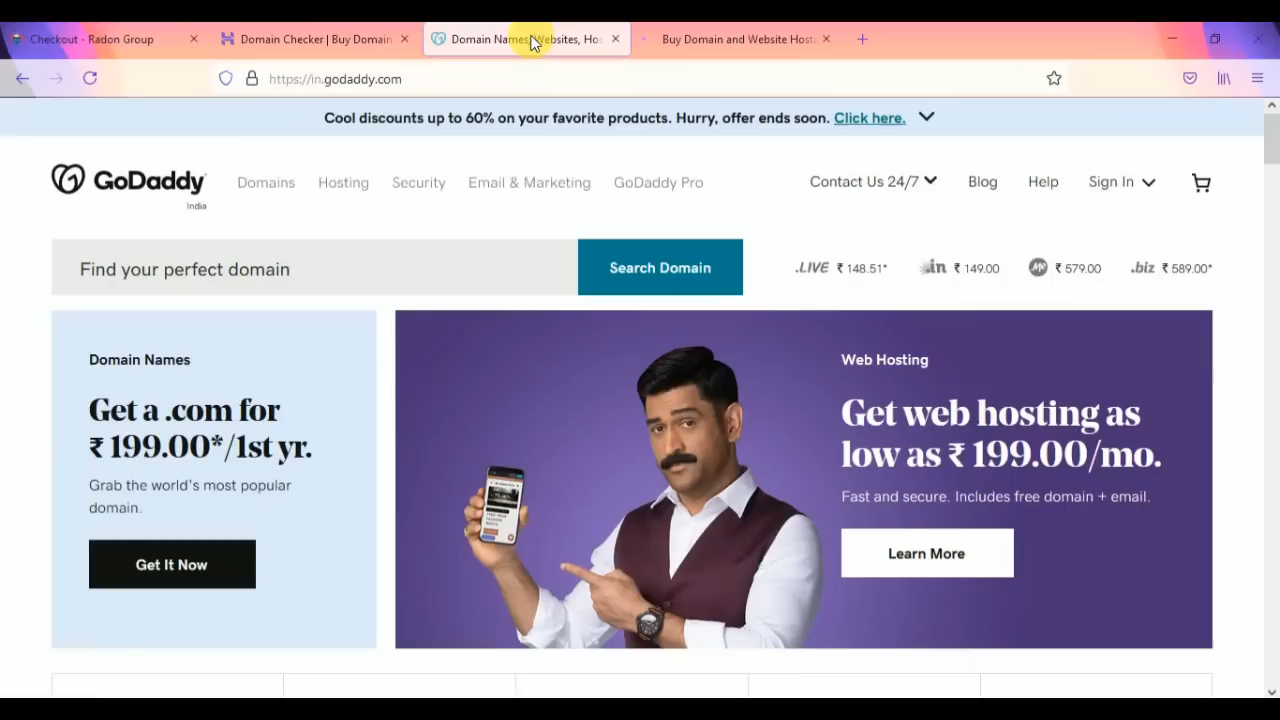 Checkout - Radon Group
Domain Checker | Buy Domain
Domain Names, Websites, Hos
Buy Domain and Website Host
https://in.godaddy.com
Cool discounts up to 60% on your favorite products. Hurry, offer ends soon. Click here.
GoDaddy
India
Domains
Hosting
Security
Email & Marketing
GoDaddy Pro
Contact Us 24/7
Blog
Help
Sign In
Find your perfect domain
Search Domain
.LIVE ₹ 148.51*
.in ₹ 149.00
.me ₹ 579.00
.biz ₹ 589.00*
Domain Names
Get a .com for
₹ 199.00*/1st yr.
Grab the world's most popular
domain.
Get It Now
Web Hosting
Get web hosting as
low as ₹ 199.00/mo.
Fast and secure. Includes free domain + email.
Learn More